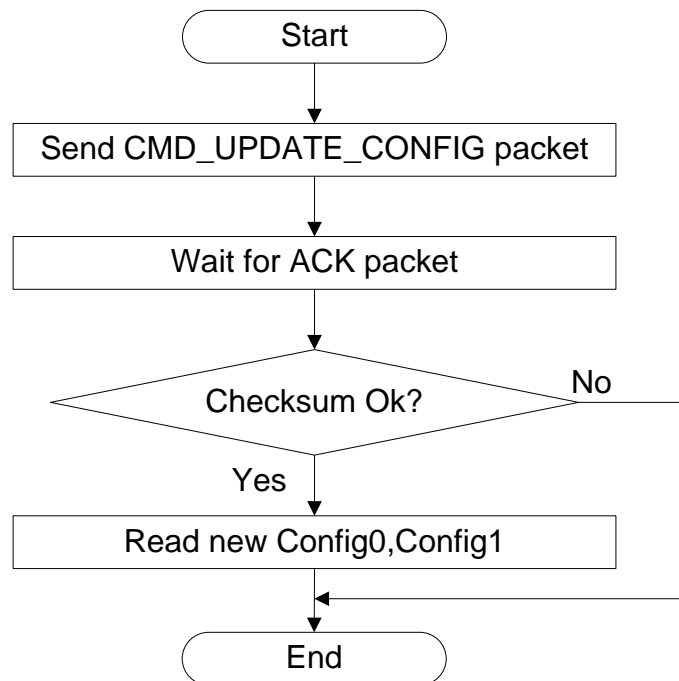 Start
Send CMD_UPDATE_CONFIG packet
Wait for ACK packet
Checksum Ok?
No
Yes
Read new Config0,Config1
End